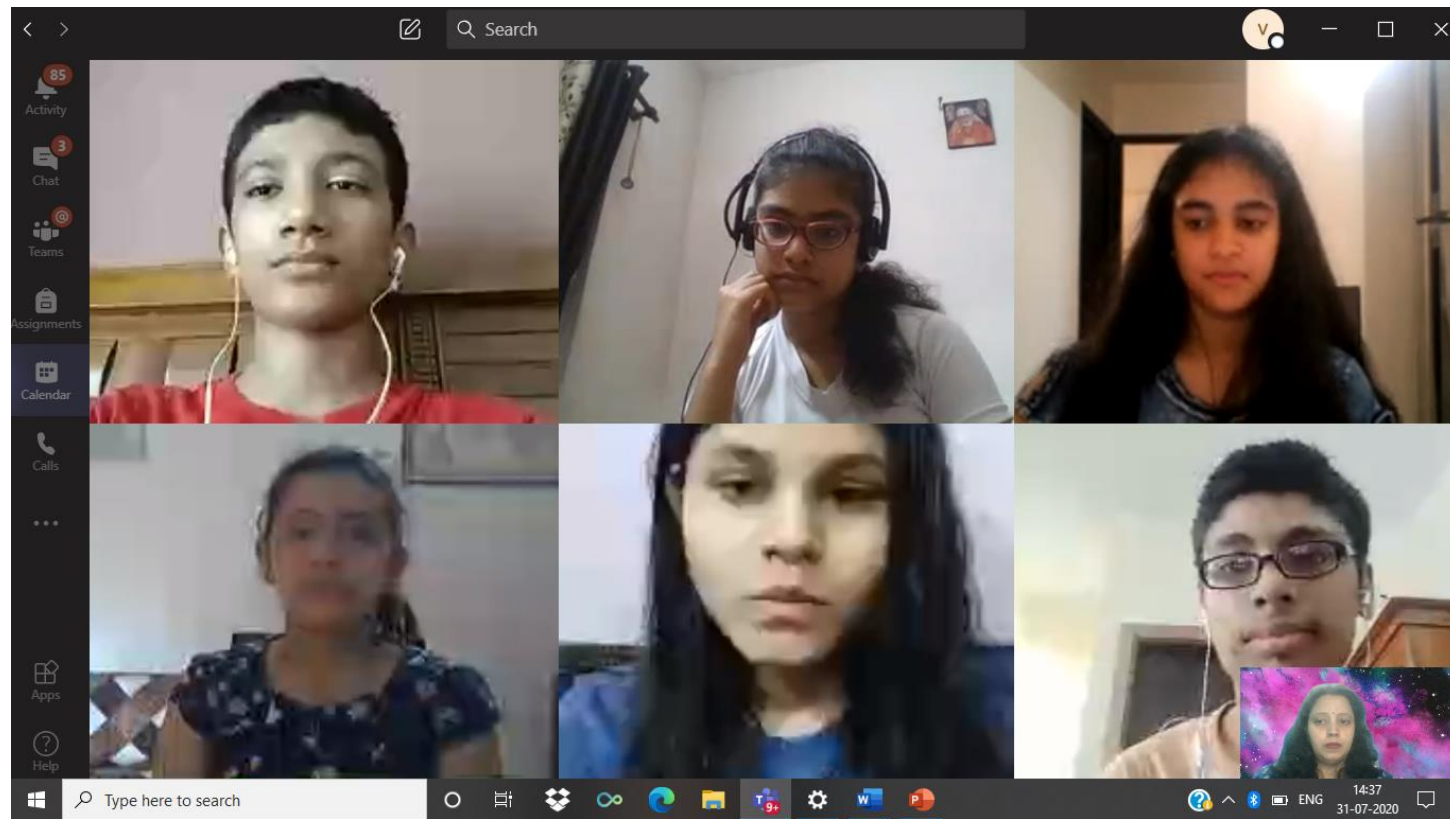 Search
V
85
Activity
3
Chat
@
Teams
Assignments
Calendar
Calls
Apps
Help
Type here to search
9+
ENG
14:37
31-07-2020